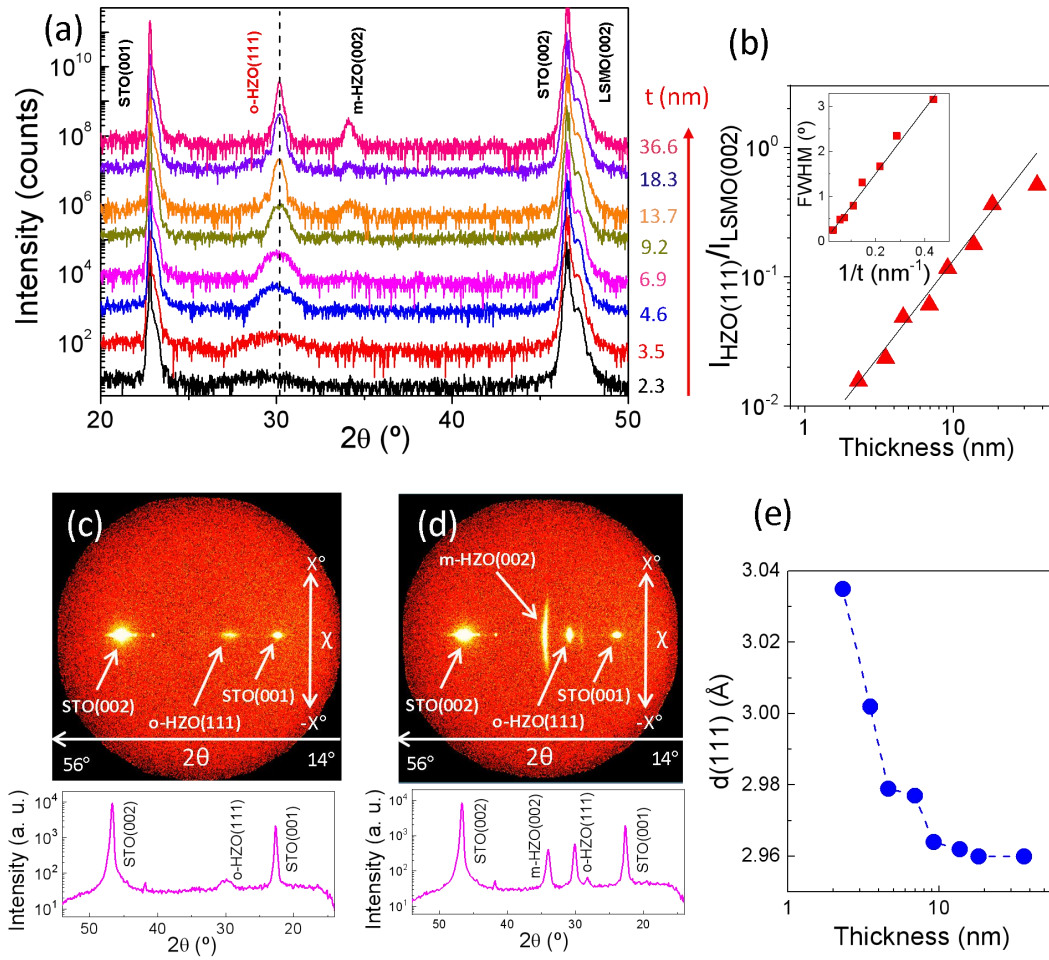 (a)
STO(001)
o-HZO(111)
m-HZO(002)
STO(002)
LSMO(002)
t (nm)
36.6
18.3
13.7
9.2
6.9
4.6
3.5
2.3
10^10
10^8
10^6
10^4
10^2
Intensity (counts)
20 30 40 50
2θ (º)
(b)
I_HZO(111)/I_LSMO(002)
10^0
10^-1
10^-2
1 10
Thickness (nm)
FWHM (º)
3
2
1
0
0.2 0.4
1/t (nm^-1)
(c)
X°
χ
-X°
STO(002)
STO(001)
o-HZO(111)
2θ
56° 14°
Intensity (a. u.)
10^4
10^3
10^2
10^1
STO(002)
o-HZO(111)
STO(001)
50 40 30 20
2θ (º)
(d)
m-HZO(002)
X°
χ
-X°
STO(002)
STO(001)
o-HZO(111)
2θ
56° 14°
Intensity (a. u.)
10^4
10^3
10^2
10^1
STO(002)
m-HZO(002)
o-HZO(111)
STO(001)
50 40 30 20
2θ (º)
(e)
d(111) (Å)
3.04
3.02
3.00
2.98
2.96
1 10
Thickness (nm)